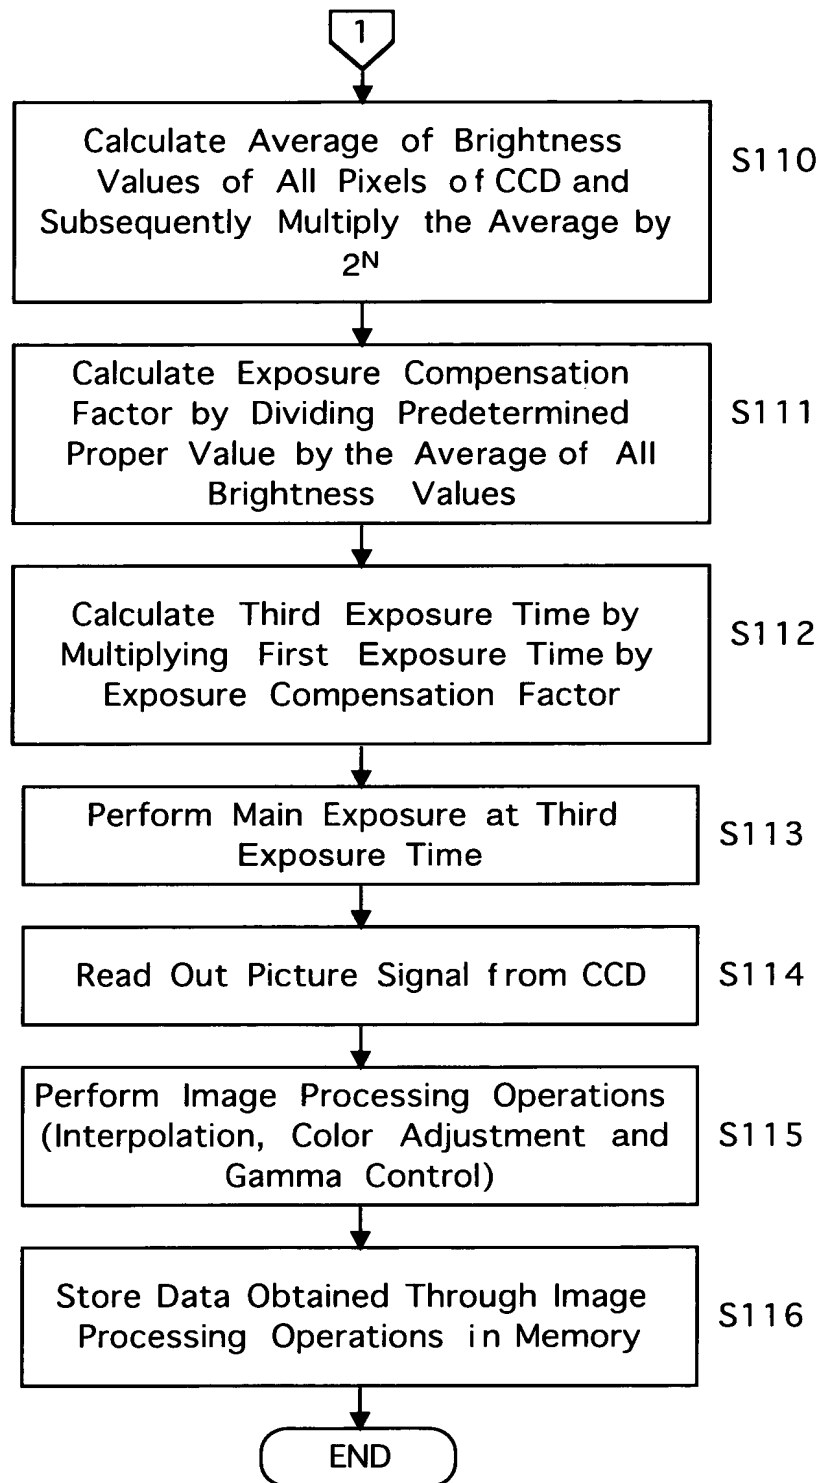 1
Calculate Average of Brightness
Values of All Pixels of CCD and
Subsequently Multiply the Average by
2ᴺ
S110
Calculate Exposure Compensation
Factor by Dividing Predetermined
Proper Value by the Average of All
Brightness Values
S111
Calculate Third Exposure Time by
Multiplying First Exposure Time by
Exposure Compensation Factor
S112
Perform Main Exposure at Third
Exposure Time
S113
Read Out Picture Signal from CCD
S114
Perform Image Processing Operations
(Interpolation, Color Adjustment and
Gamma Control)
S115
Store Data Obtained Through Image
Processing Operations in Memory
S116
END